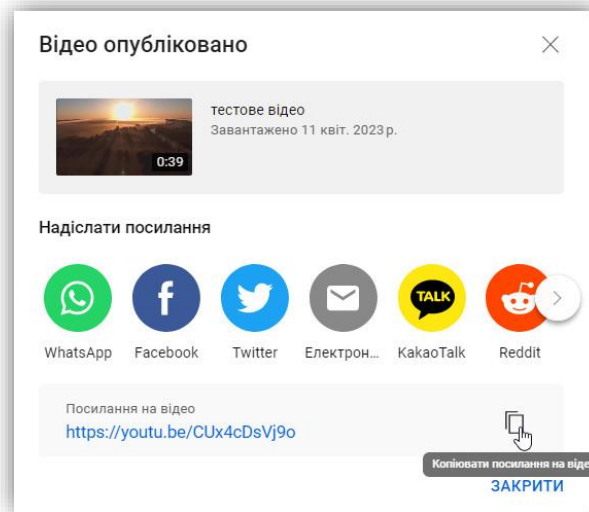 Відео опубліковано
тестове відео
Завантажено 11 квіт. 2023 р.
0:39
Надіслати посилання
TALK
WhatsApp Facebook Twitter Електрон... KakaoTalk Reddit
Посилання на відео
https://youtu.be/CUx4cDsVj9o
Копіювати посилання на віде
ЗАКРИТИ